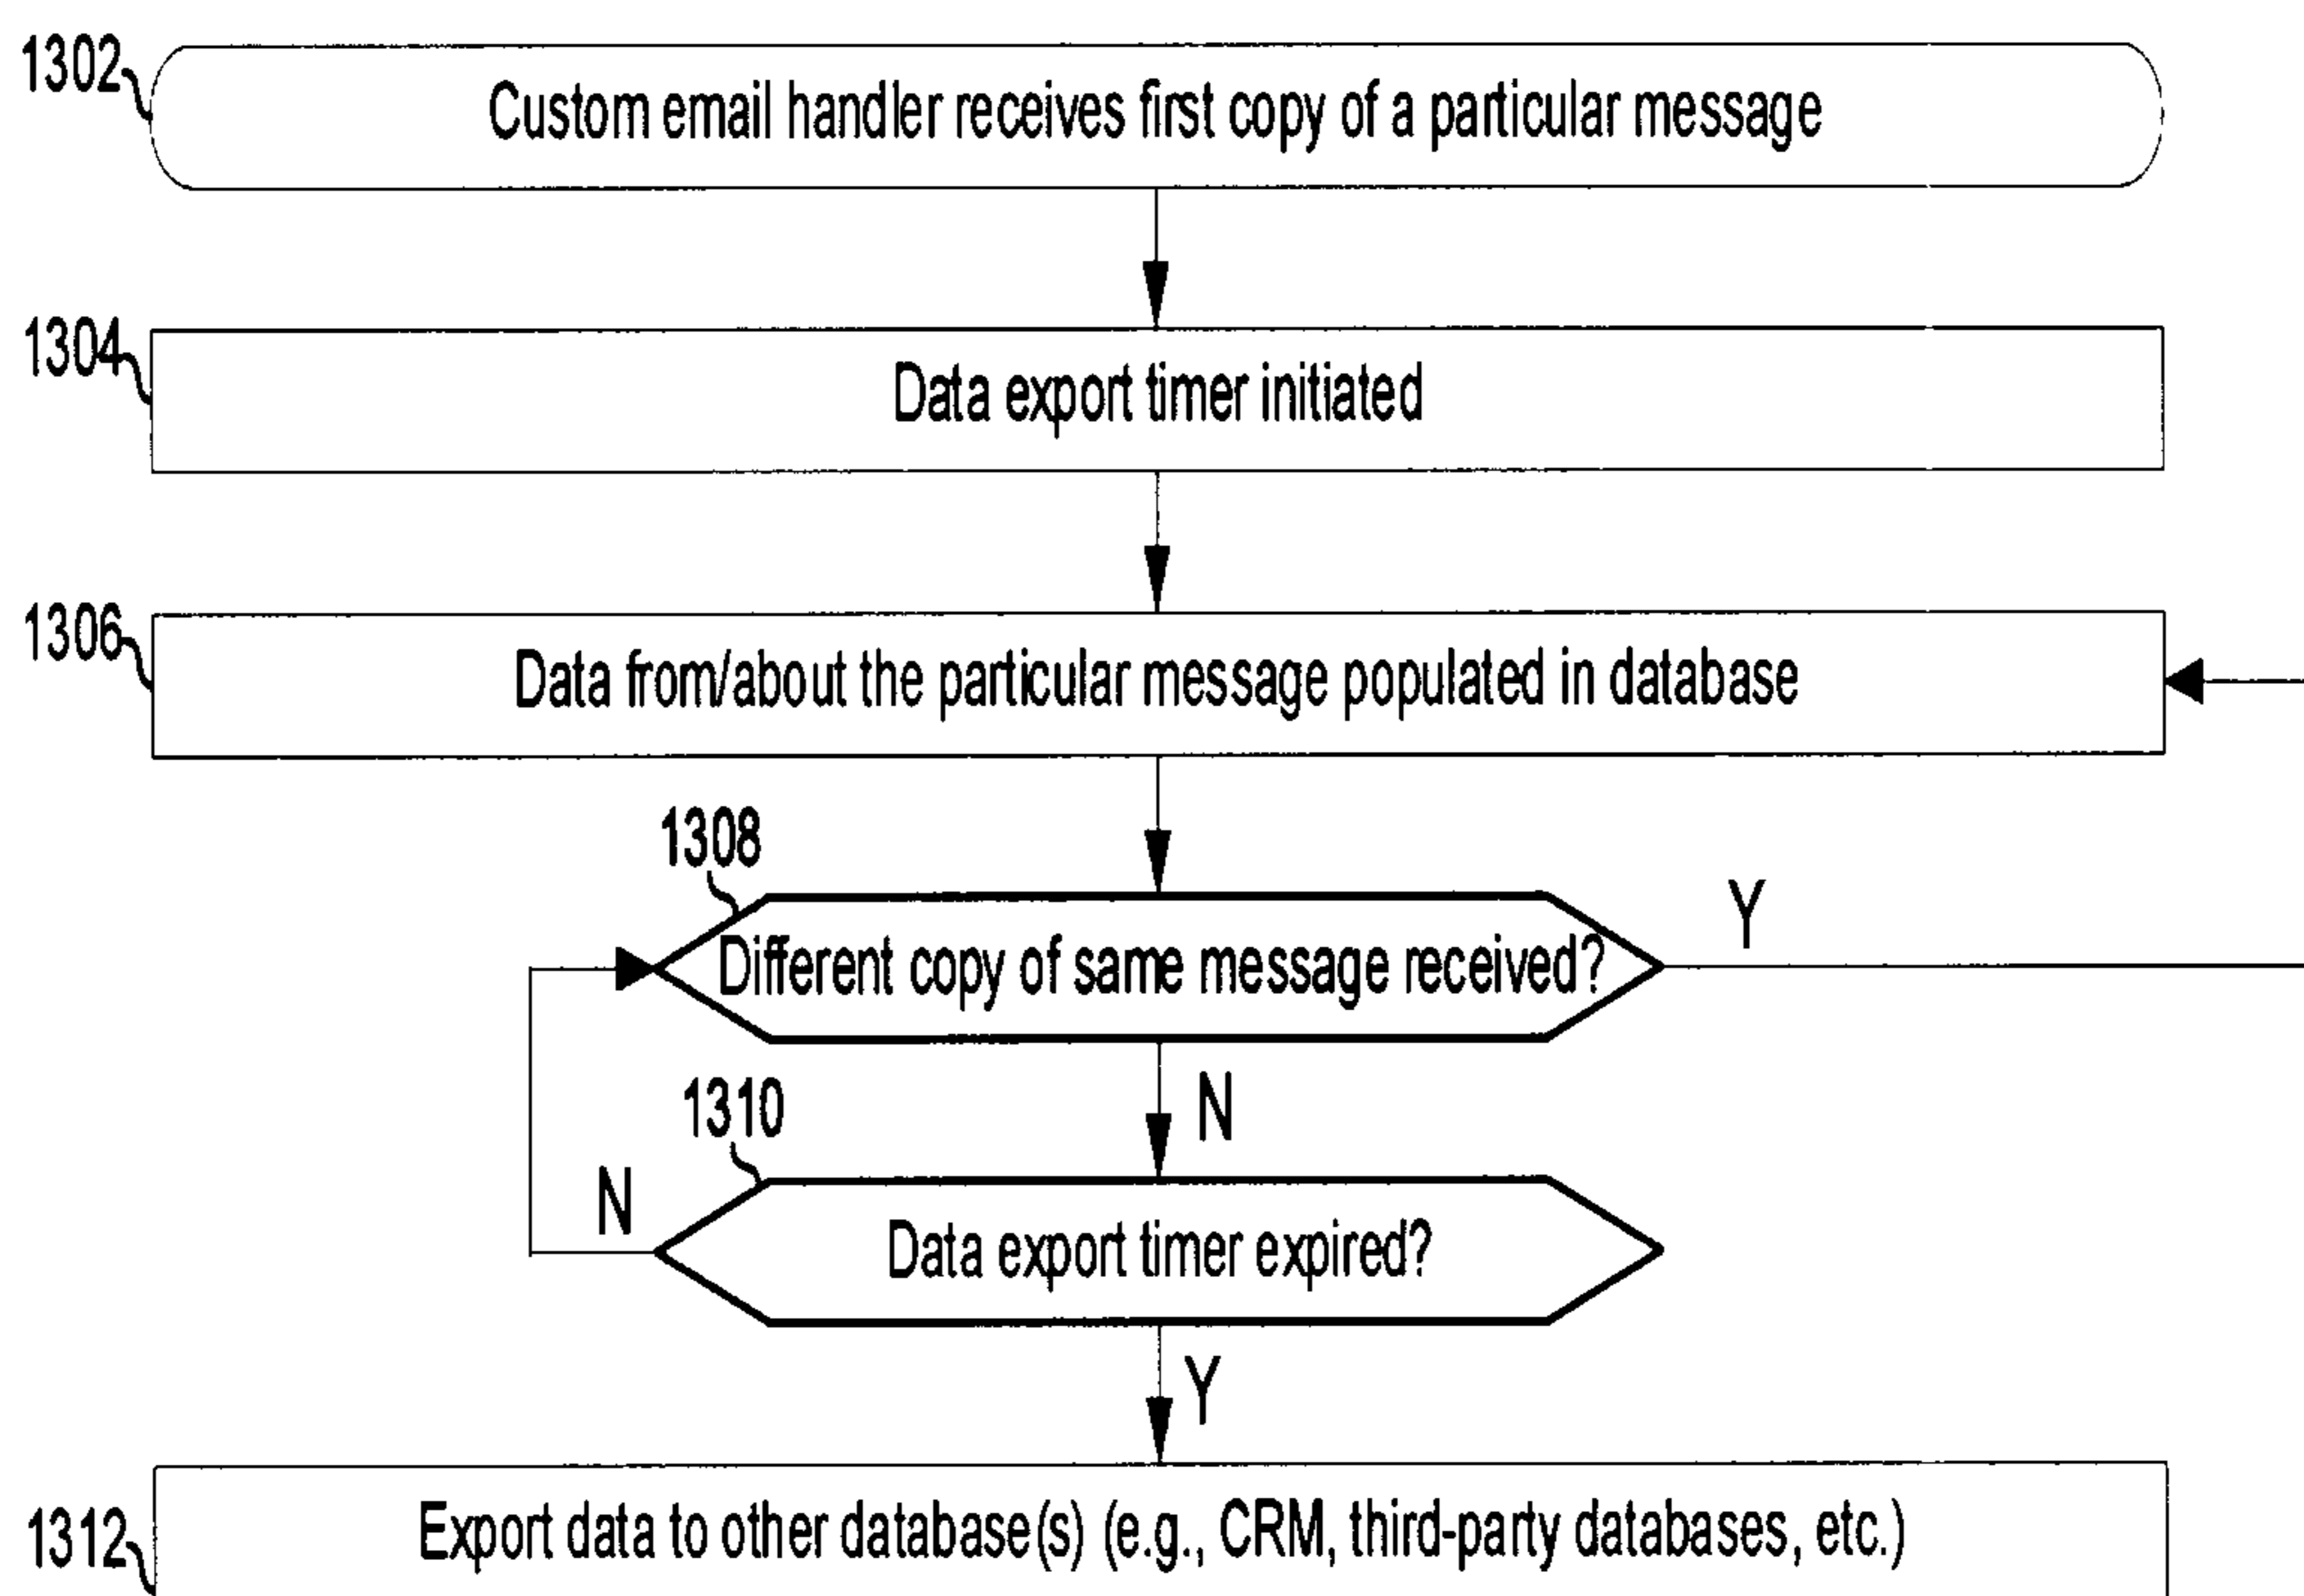 1302
Custom email handler receives first copy of a particular message
1304
Data export timer initiated
1306
Data from/about the particular message populated in database
1308
Different copy of same message received?
Y
N
1310
N
Data export timer expired?
Y
1312
Export data to other database(s) (e.g., CRM, third-party databases, etc.)